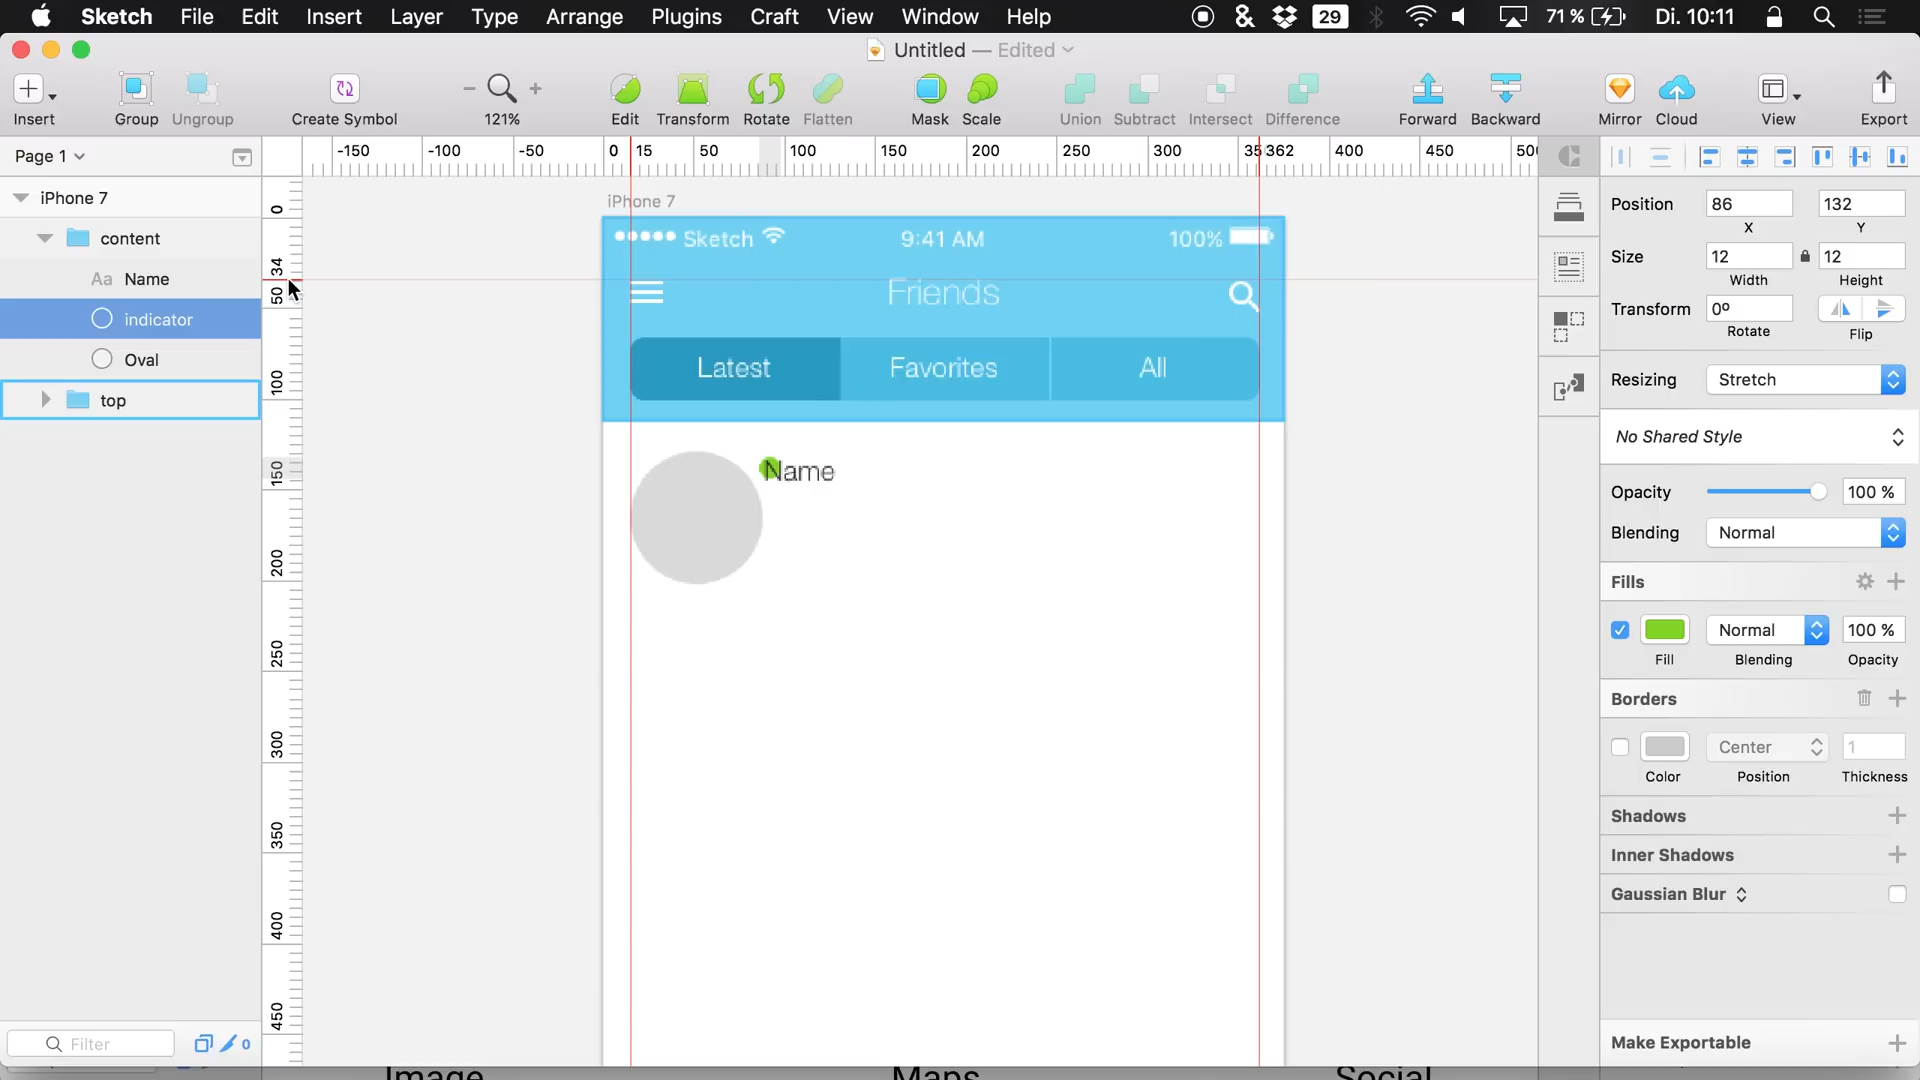 Sketch File Edit Insert Layer Type Arrange Plugins Craft View Window Help 29 71 % Di. 10:11
Untitled — Edited
Insert Group Ungroup Create Symbol 121% Edit Transform Rotate Flatten Mask Scale Union Subtract Intersect Difference Forward Backward Mirror Cloud View Export
Page 1
-150 -100 -50 0 15 50 100 150 200 250 300 35 362 400 450 500
iPhone 7
content
Aa Name
indicator
Oval
top
Filter 0
0
34
50
100
150
200
250
300
350
400
450
iPhone 7
Sketch 9:41 AM 100%
Friends
Latest Favorites All
Name
Image Maps Social
Position 86 132
X Y
Size 12 12
Width Height
Transform 0º
Rotate Flip
Resizing Stretch
No Shared Style
Opacity 100 %
Blending Normal
Fills
Normal 100 %
Fill Blending Opacity
Borders
Center 1
Color Position Thickness
Shadows
Inner Shadows
Gaussian Blur
Make Exportable